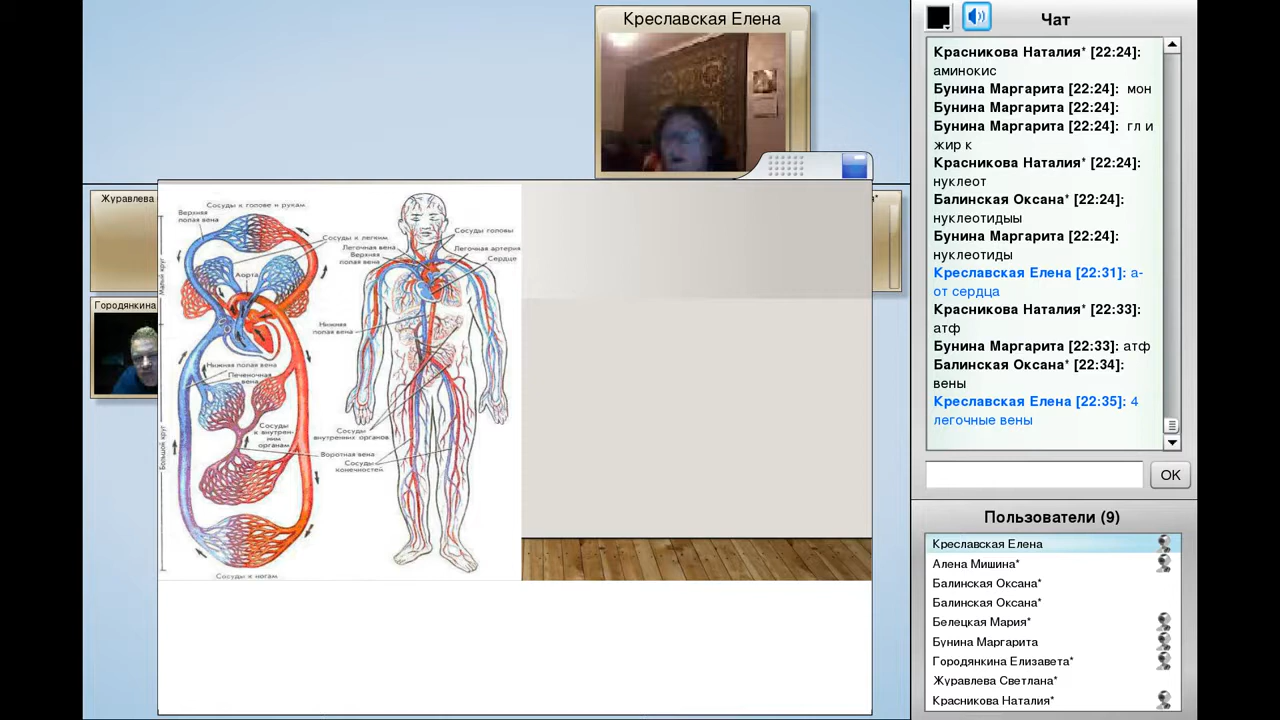 Креславская Елена
Журавлева
Городянкина
Сосуды к голове и рукам
Верхняя
полая вена
Сосуды к легким
Аорта
Малый круг
Нижняя полая вена
Печеночная
вена
Сосуды
к внутрен-
ним
органам
Большой круг
Сосуды к ногам
Легочная вена
Верхняя
полая вена
Сосуды головы
Легочная артерия
Сердце
Нижняя
полая вена
Сосуды
внутренних органов
Воротная вена
Сосуды
конечностей
Чат
Красникова Наталия* [22:24]:
аминокис
Бунина Маргарита [22:24]: мон
Бунина Маргарита [22:24]:
Бунина Маргарита [22:24]: гл и
жир к
Красникова Наталия* [22:24]:
нуклеот
Балинская Оксана* [22:24]:
нуклеотидыы
Бунина Маргарита [22:24]:
нуклеотиды
Креславская Елена [22:31]: а-
от сердца
Красникова Наталия* [22:33]:
атф
Бунина Маргарита [22:33]: атф
Балинская Оксана* [22:34]:
вены
Креславская Елена [22:35]: 4
легочные вены
OK
Пользователи (9)
Креславская Елена
Алена Мишина*
Балинская Оксана*
Балинская Оксана*
Белецкая Мария*
Бунина Маргарита
Городянкина Елизавета*
Журавлева Светлана*
Красникова Наталия*